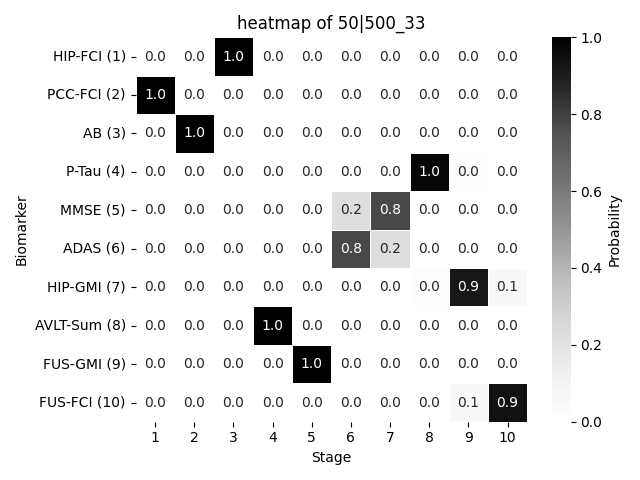 heatmap of 50|500_33
HIP-FCI (1) 0.0 0.0 1.0 0.0 0.0 0.0 0.0 0.0 0.0 0.0
PCC-FCI (2) 1.0 0.0 0.0 0.0 0.0 0.0 0.0 0.0 0.0 0.0
AB (3) 0.0 1.0 0.0 0.0 0.0 0.0 0.0 0.0 0.0 0.0
P-Tau (4) 0.0 0.0 0.0 0.0 0.0 0.0 0.0 1.0 0.0 0.0
MMSE (5) 0.0 0.0 0.0 0.0 0.0 0.2 0.8 0.0 0.0 0.0
ADAS (6) 0.0 0.0 0.0 0.0 0.0 0.8 0.2 0.0 0.0 0.0
HIP-GMI (7) 0.0 0.0 0.0 0.0 0.0 0.0 0.0 0.0 0.9 0.1
AVLT-Sum (8) 0.0 0.0 0.0 1.0 0.0 0.0 0.0 0.0 0.0 0.0
FUS-GMI (9) 0.0 0.0 0.0 0.0 1.0 0.0 0.0 0.0 0.0 0.0
FUS-FCI (10) 0.0 0.0 0.0 0.0 0.0 0.0 0.0 0.0 0.1 0.9
1 2 3 4 5 6 7 8 9 10
Stage
Biomarker
1.0
0.8
0.6
0.4
0.2
0.0
Probability